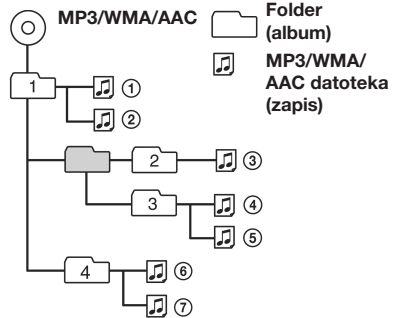 MP3/WMA/AAC
Folder
(album)
MP3/WMA/
AAC datoteka
(zapis)
1
①
②
2
③
3
④
⑤
4
⑥
⑦